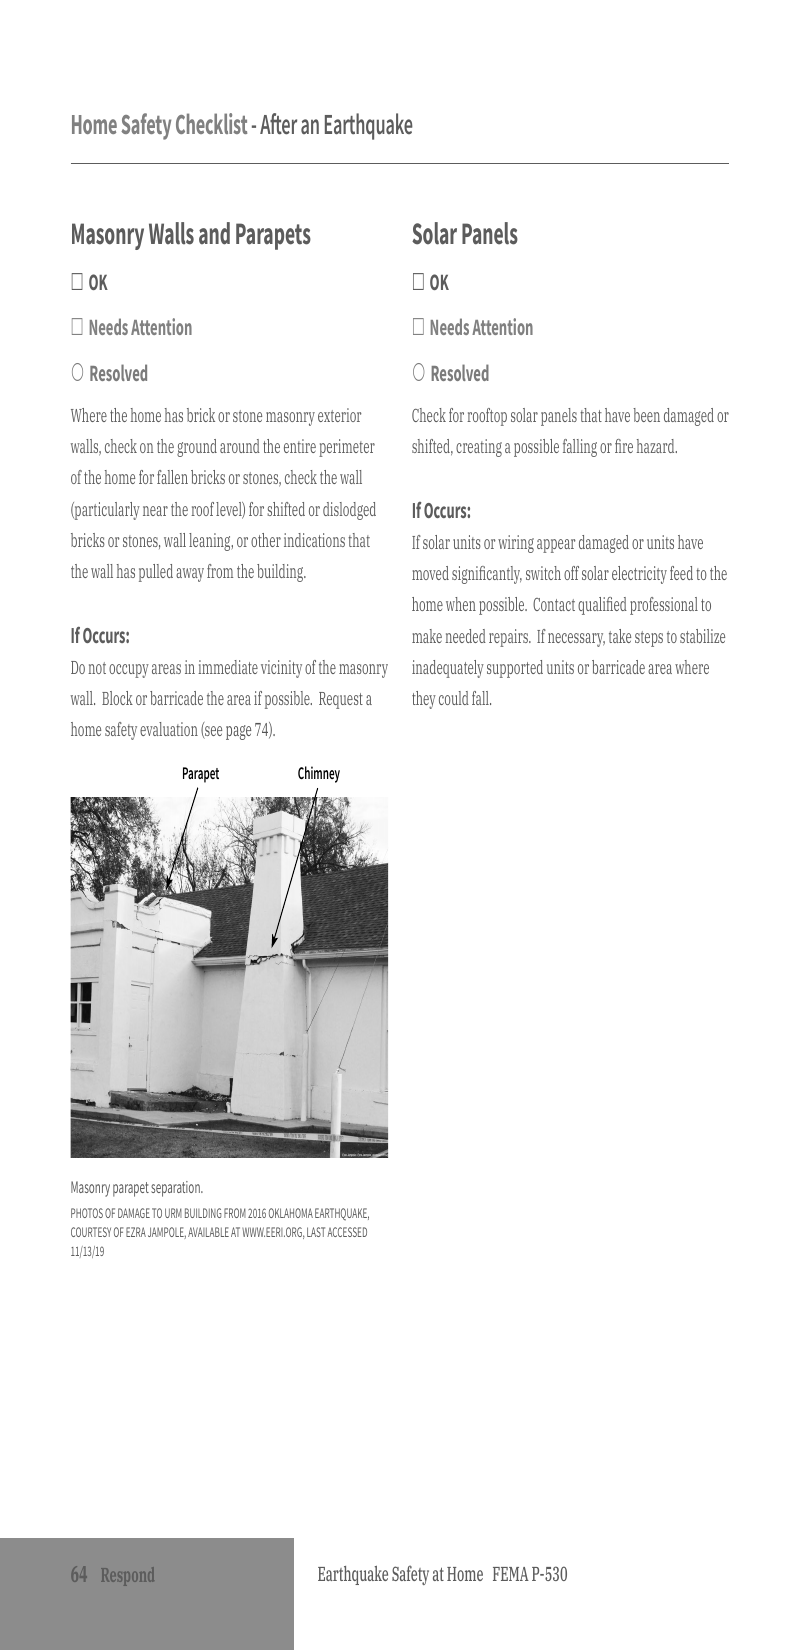 Home Safety Checklist - After an Earthquake
Masonry Walls and Parapets
OK
Needs Attention
Resolved
Where the home has brick or stone masonry exterior
walls, check on the ground around the entire perimeter
of the home for fallen bricks or stones, check the wall
(particularly near the roof level) for shifted or dislodged
bricks or stones, wall leaning, or other indications that
the wall has pulled away from the building.
If Occurs:
Do not occupy areas in immediate vicinity of the masonry
wall.  Block or barricade the area if possible.  Request a
home safety evaluation (see page 74).
Parapet
Chimney
Masonry parapet separation.
PHOTOS OF DAMAGE TO URM BUILDING FROM 2016 OKLAHOMA EARTHQUAKE,
COURTESY OF EZRA JAMPOLE, AVAILABLE AT WWW.EERI.ORG, LAST ACCESSED
11/13/19
Solar Panels
OK
Needs Attention
Resolved
Check for rooftop solar panels that have been damaged or
shifted, creating a possible falling or fire hazard.
If Occurs:
If solar units or wiring appear damaged or units have
moved significantly, switch off solar electricity feed to the
home when possible.  Contact qualified professional to
make needed repairs.  If necessary, take steps to stabilize
inadequately supported units or barricade area where
they could fall.
64 Respond
Earthquake Safety at Home FEMA P-530